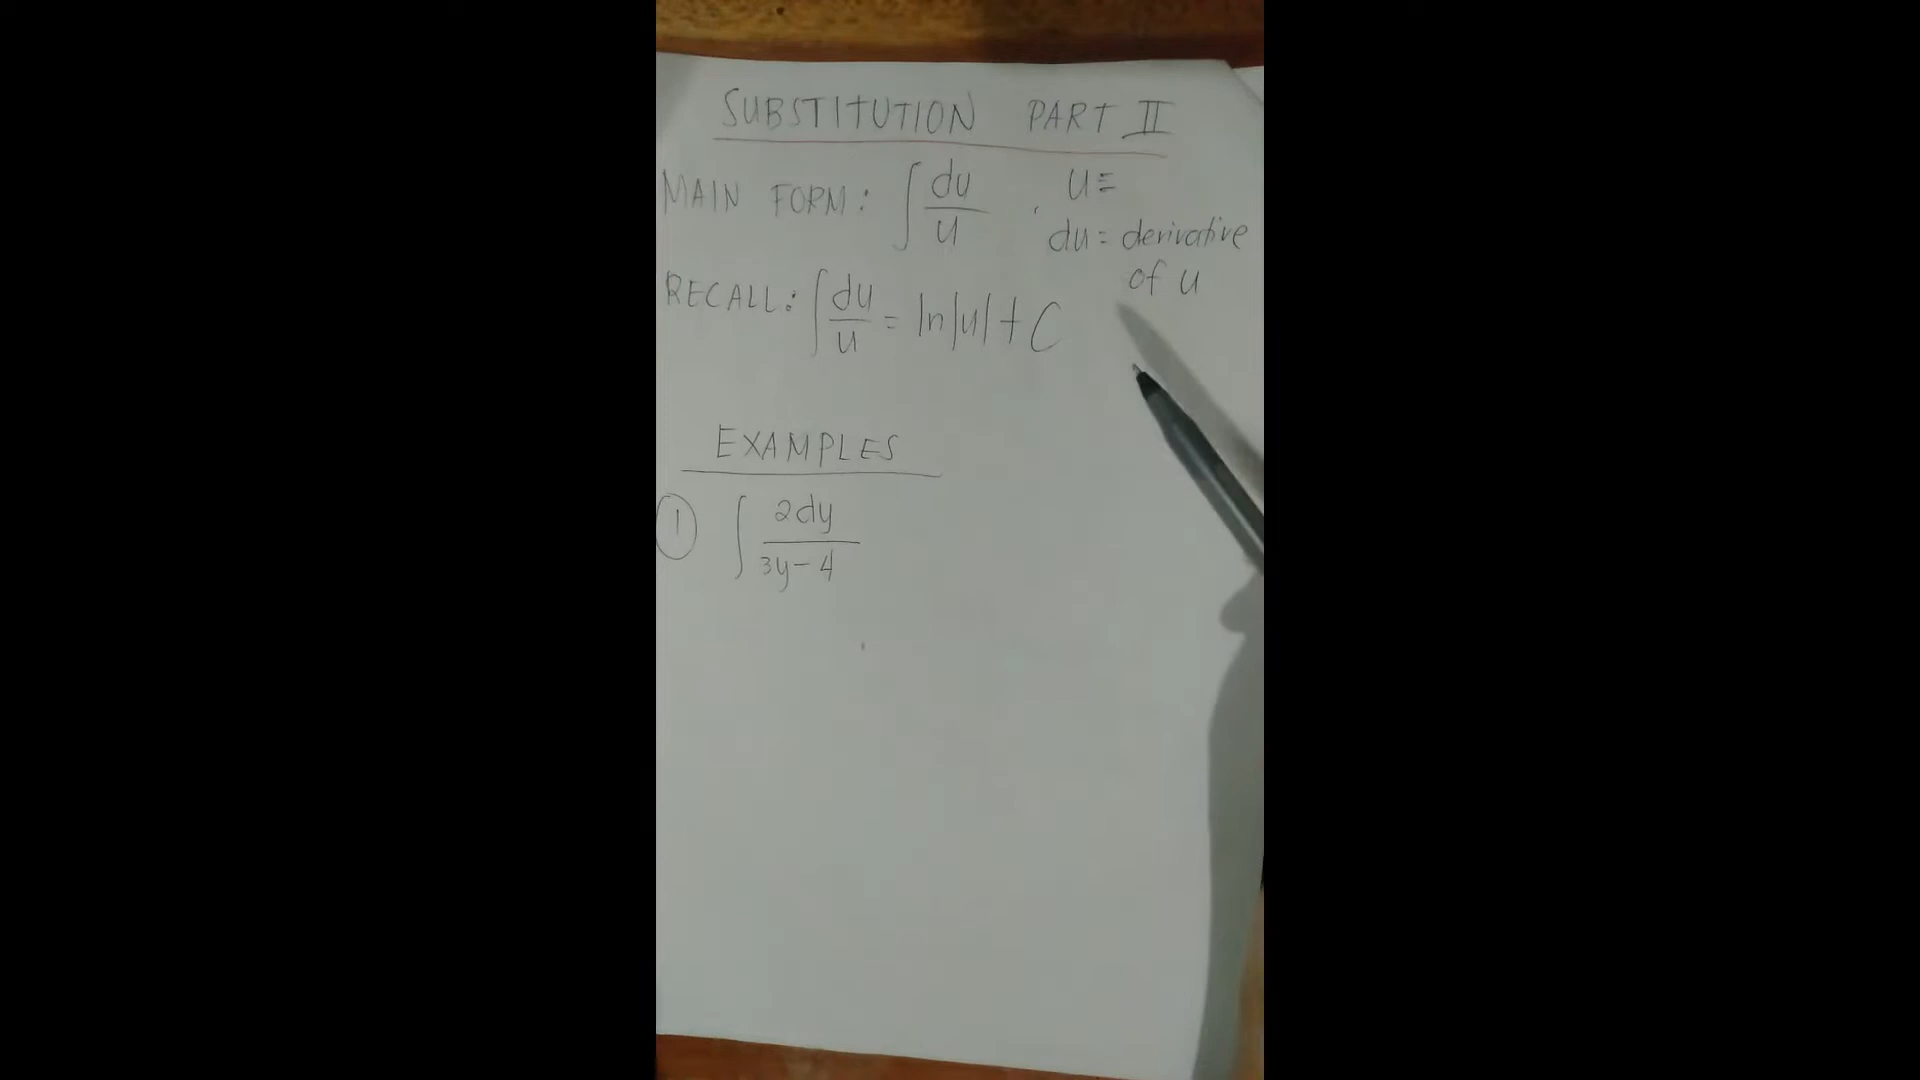 SUBSTITUTION PART II
MAIN FORM: ∫ du/u
u=
du = derivative
of u
RECALL: ∫ du/u = ln|u| + C
EXAMPLES
① ∫ 2dy/3y-4